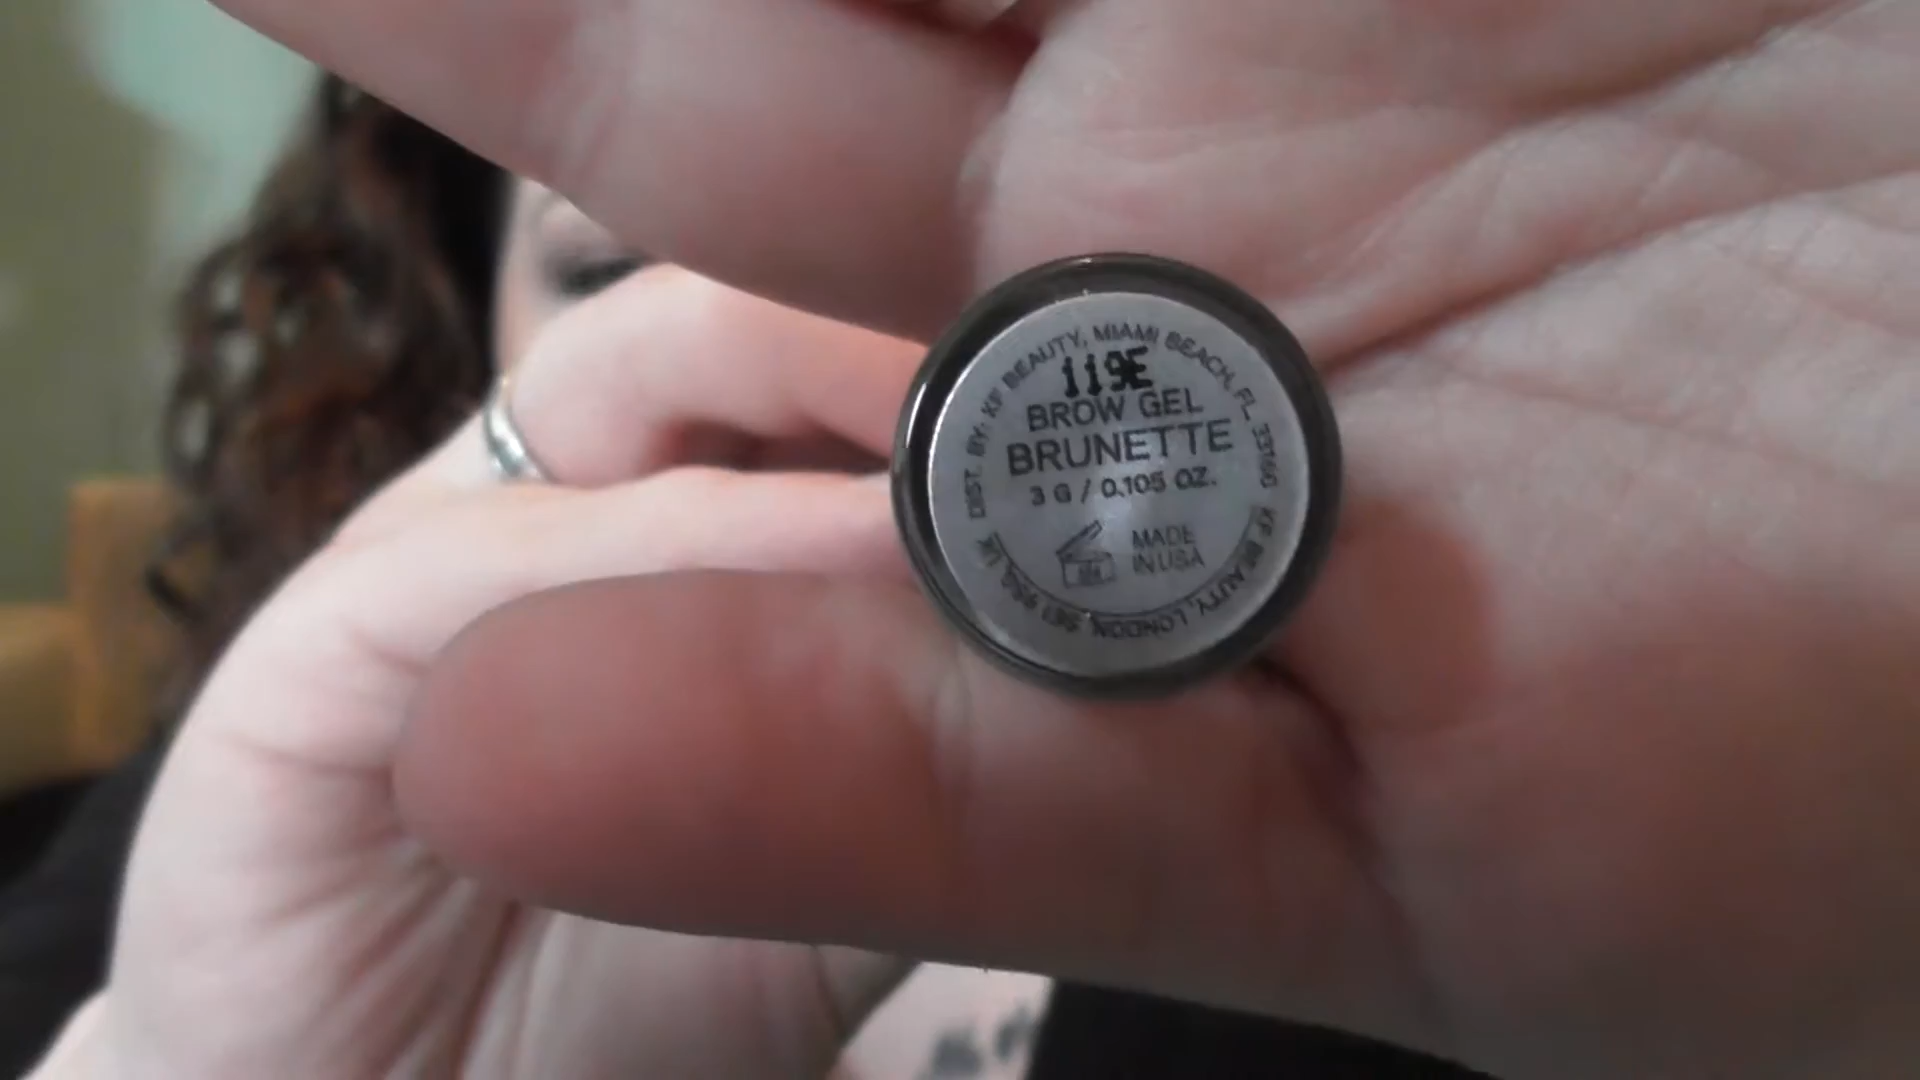 DIST. BY: KF BEAUTY, MIAMI BEACH, FL 33160
119E
BROW GEL
BRUNETTE
3 G / 0.105 OZ.
MADE
IN USA
KF BEAUTY, LONDON, UK